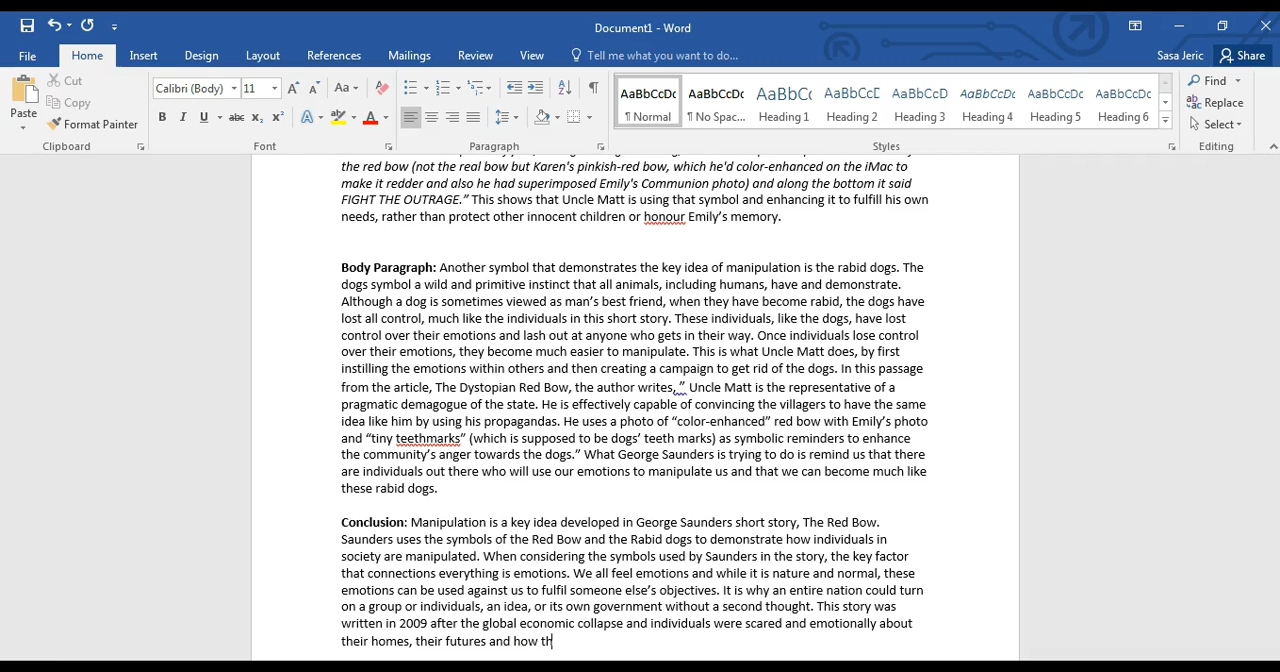 Document1 - Word
File Home Insert Design Layout References Mailings Review View Tell me what you want to do... Sasa Jeric Share
Paste Cut Copy Format Painter Clipboard
Calibri (Body) 11 Font
Paragraph
AaBbCcDc AaBbCcDc AaBbCc AaBbCcD AaBbCcDc AaBbCcDc AaBbCcDc AaBbCcDc
¶ Normal ¶ No Spac... Heading 1 Heading 2 Heading 3 Heading 4 Heading 5 Heading 6
Styles
Find Replace Select Editing
the red bow (not the real bow but Karen's pinkish-red bow, which he'd color-enhanced on the iMac to
make it redder and also he had superimposed Emily's Communion photo) and along the bottom it said
FIGHT THE OUTRAGE.” This shows that Uncle Matt is using that symbol and enhancing it to fulfill his own
needs, rather than protect other innocent children or honour Emily’s memory.
Body Paragraph: Another symbol that demonstrates the key idea of manipulation is the rabid dogs. The
dogs symbol a wild and primitive instinct that all animals, including humans, have and demonstrate.
Although a dog is sometimes viewed as man’s best friend, when they have become rabid, the dogs have
lost all control, much like the individuals in this short story. These individuals, like the dogs, have lost
control over their emotions and lash out at anyone who gets in their way. Once individuals lose control
over their emotions, they become much easier to manipulate. This is what Uncle Matt does, by first
instilling the emotions within others and then creating a campaign to get rid of the dogs. In this passage
from the article, The Dystopian Red Bow, the author writes, ” Uncle Matt is the representative of a
pragmatic demagogue of the state. He is effectively capable of convincing the villagers to have the same
idea like him by using his propagandas. He uses a photo of “color-enhanced” red bow with Emily’s photo
and “tiny teethmarks” (which is supposed to be dogs’ teeth marks) as symbolic reminders to enhance
the community’s anger towards the dogs.” What George Saunders is trying to do is remind us that there
are individuals out there who will use our emotions to manipulate us and that we can become much like
these rabid dogs.
Conclusion: Manipulation is a key idea developed in George Saunders short story, The Red Bow.
Saunders uses the symbols of the Red Bow and the Rabid dogs to demonstrate how individuals in
society are manipulated. When considering the symbols used by Saunders in the story, the key factor
that connections everything is emotions. We all feel emotions and while it is nature and normal, these
emotions can be used against us to fulfil someone else’s objectives. It is why an entire nation could turn
on a group or individuals, an idea, or its own government without a second thought. This story was
written in 2009 after the global economic collapse and individuals were scared and emotionally about
their homes, their futures and how th